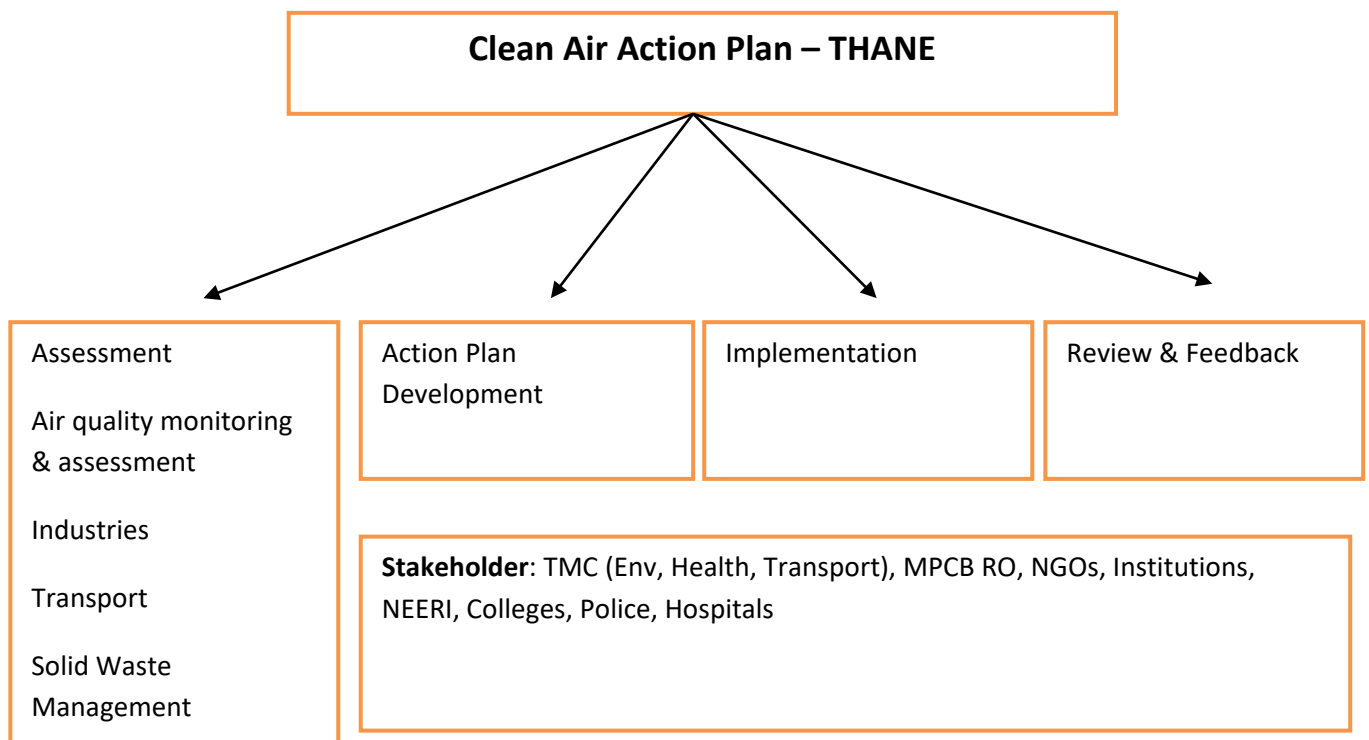 Clean Air Action Plan – THANE
Assessment
Air quality monitoring
& assessment
Industries
Transport
Solid Waste
Management
Action Plan
Development
Implementation
Review & Feedback
Stakeholder: TMC (Env, Health, Transport), MPCB RO, NGOs, Institutions,
NEERI, Colleges, Police, Hospitals